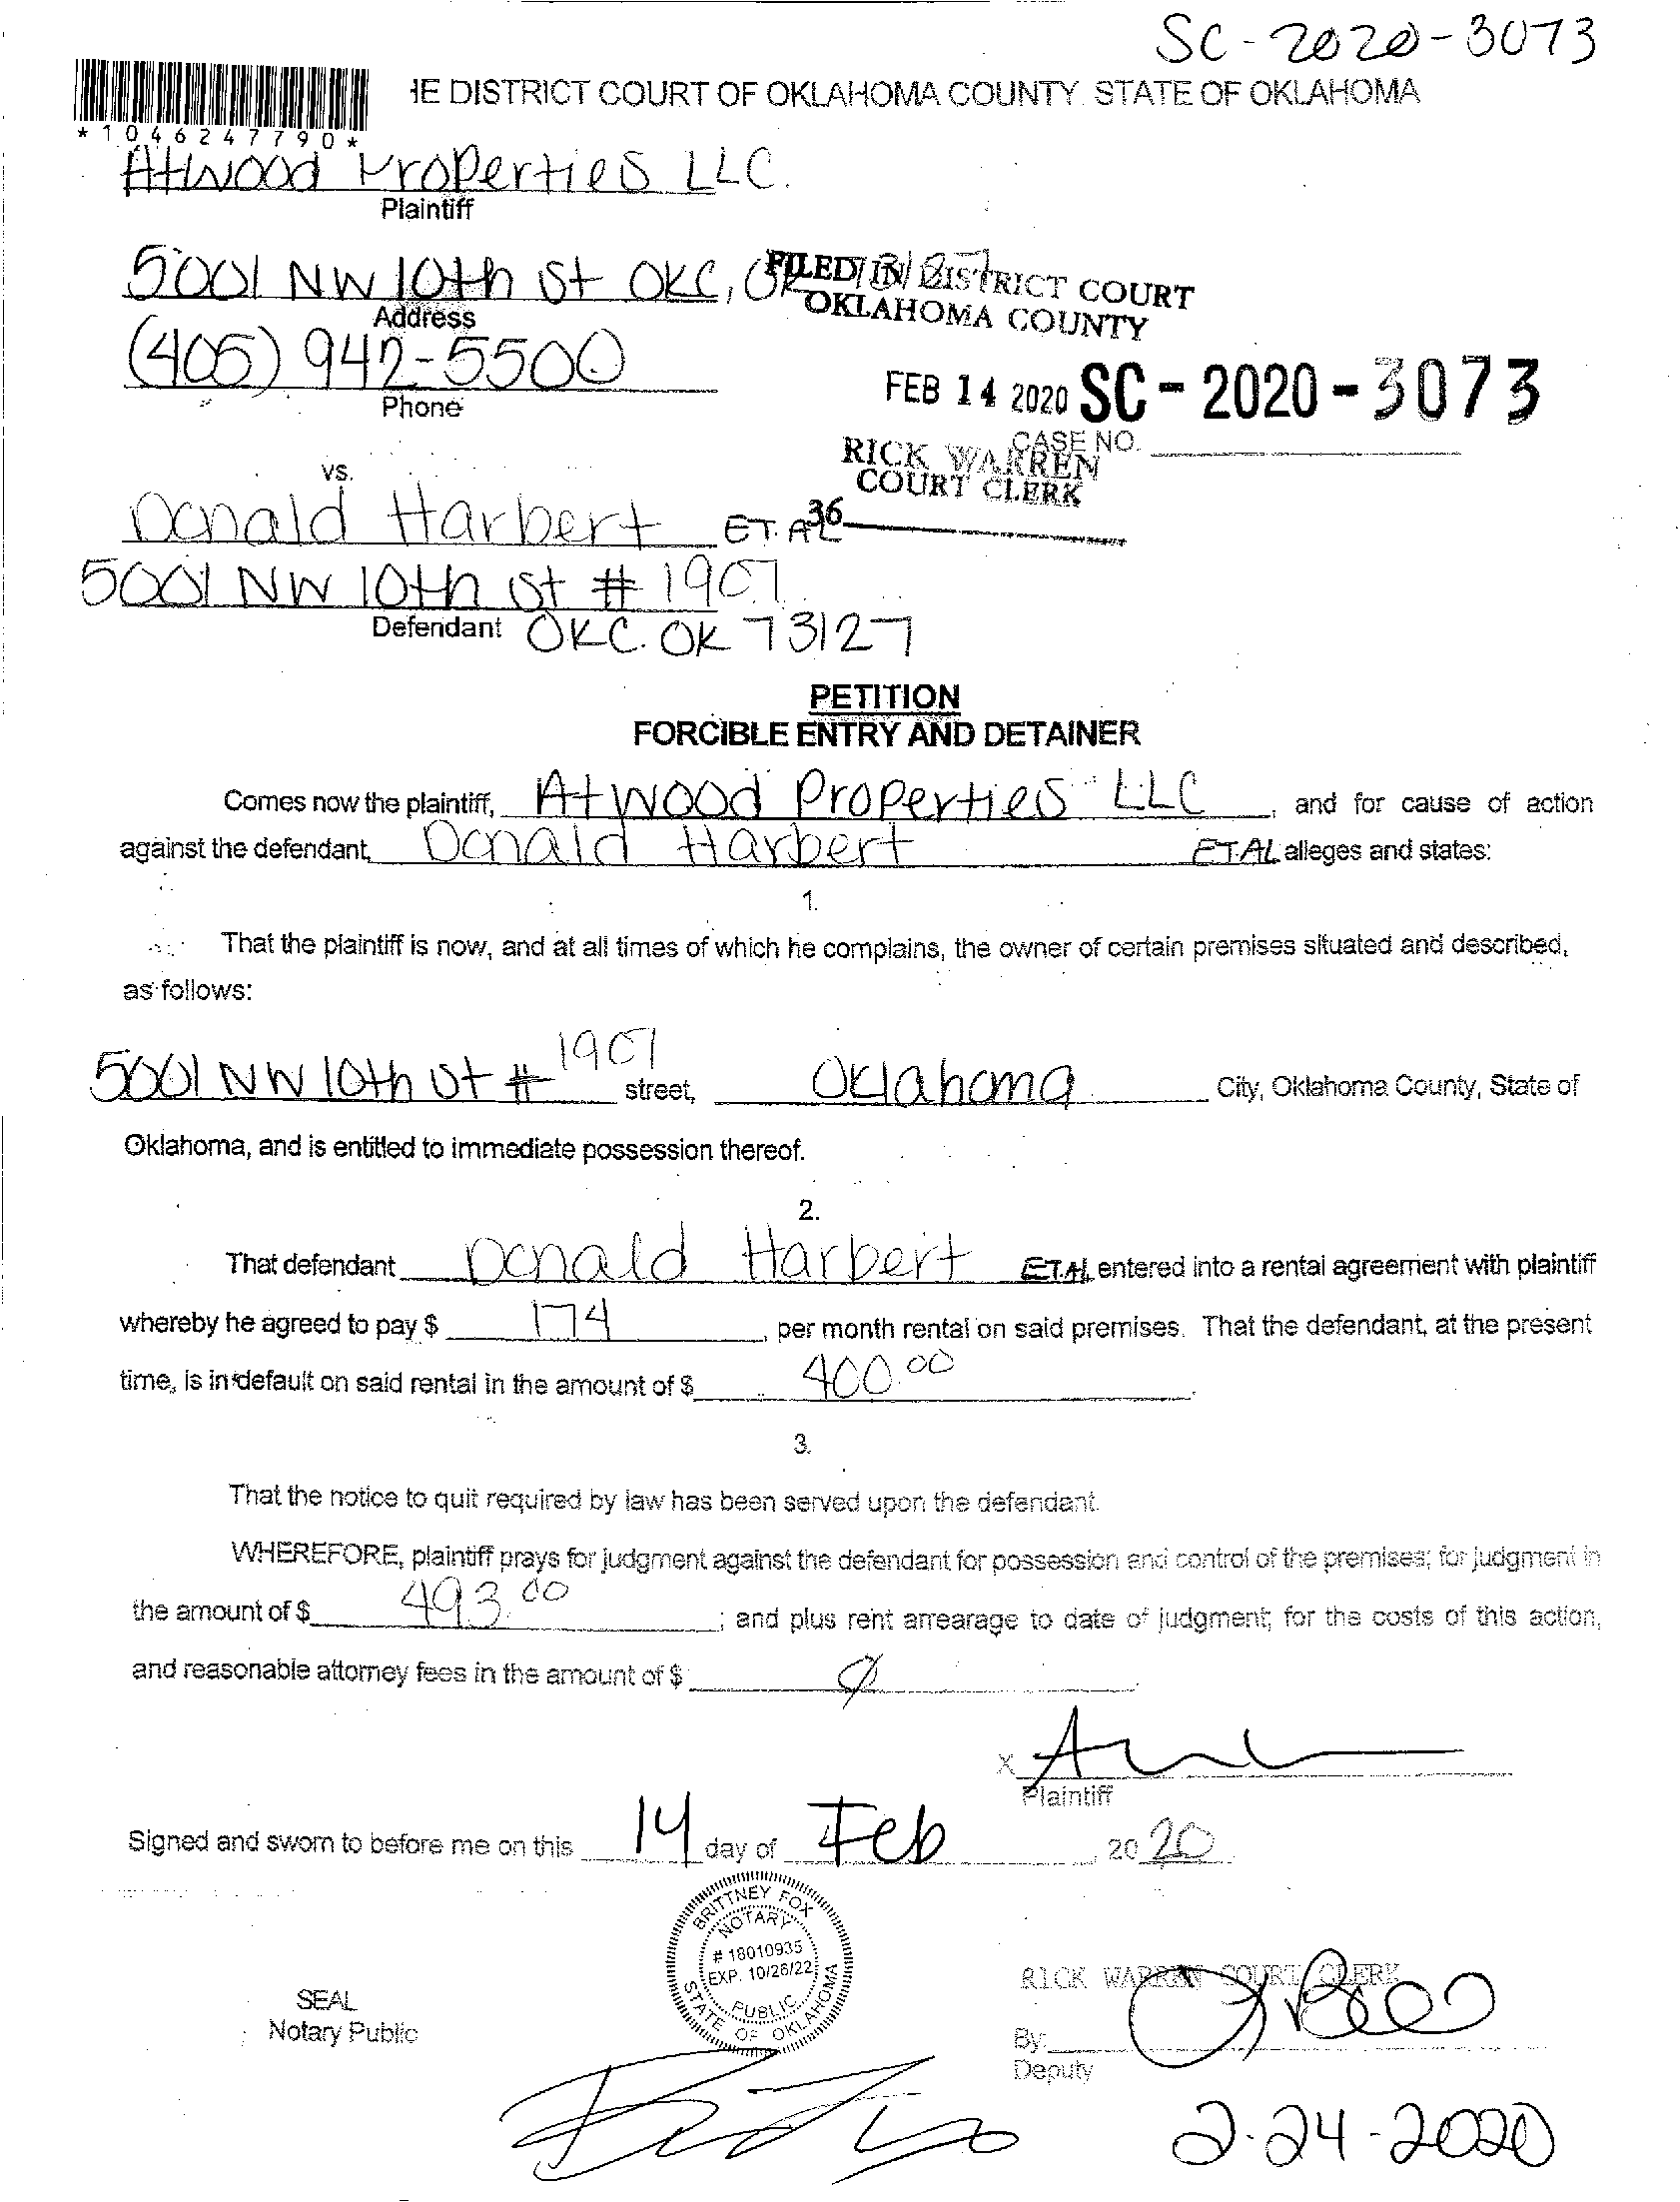 SC-2020-3073
HE DISTRICT COURT OF OKLAHOMA COUNTY STATE OF OKLAHOMA
*1046247790*
Atwood Properties LLC.
Plaintiff
5001 NW 10th St OKC, OK 73127
FILED IN DISTRICT COURT
OKLAHOMA COUNTY
Address
(405) 942-5500
Phone
FEB 14 2020 SC-2020-3073
RICK WARREN
COURT CLERK
CASE NO.
vs.
Donald Harbert ET. AL
36
5001 NW 10th St # 1907
Defendant OKC. OK 73127
PETITION
FORCIBLE ENTRY AND DETAINER
Comes now the plaintiff, Atwood Properties LLC, and for cause of action
against the defendant, Donald Harbert ET.AL alleges and states:
1.
That the plaintiff is now, and at all times of which he complains, the owner of certain premises situated and described,
as follows:
5001 NW 10th St # 1907 street, Oklahoma City, Oklahoma County, State of
Oklahoma, and is entitled to immediate possession thereof.
2.
That defendant Donald Harbert ET.AL entered into a rental agreement with plaintiff
whereby he agreed to pay $ 174, per month rental on said premises. That the defendant, at the present
time, is in default on said rental in the amount of $ 400.00.
3.
That the notice to quit required by law has been served upon the defendant.
WHEREFORE, plaintiff prays for judgment against the defendant for possession and control of the premises; for judgment in
the amount of $ 493.00; and plus rent arrearage to date of judgment; for the costs of this action,
and reasonable attorney fees in the amount of $ Ø.
X
Plaintiff
Signed and sworn to before me on this 14 day of Feb, 2020
BRITTNEY FOX
NOTARY
# 18010935
EXP. 10/26/22
PUBLIC
STATE OF OKLAHOMA
SEAL
Notary Public
RICK WARREN COURT CLERK
By:
Deputy
2-24-2020